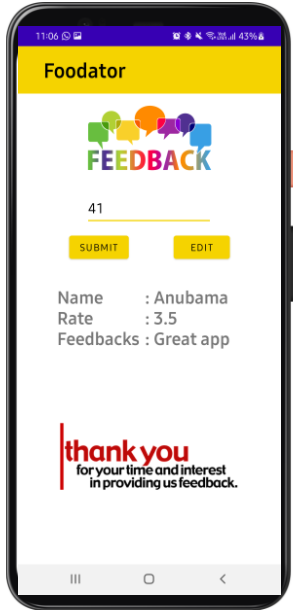 11:06 43%
Foodator
FEEDBACK
41
SUBMIT EDIT
Name : Anubama
Rate : 3.5
Feedbacks : Great app
thank you
for your time and interest
in providing us feedback.